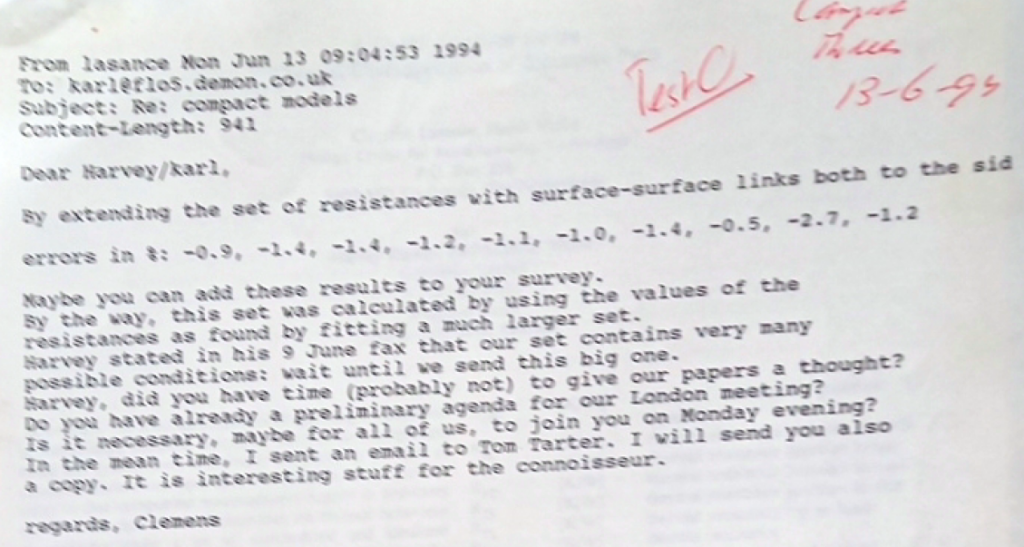 Compact
Three
Test
13-6-94
From lasance Mon Jun 13 09:04:53 1994
To: karl@flo5.demon.co.uk
Subject: Re: compact models
Content-Length: 941
Dear Harvey/karl,
By extending the set of resistances with surface-surface links both to the sid
errors in %: -0.9, -1.4, -1.4, -1.2, -1.1, -1.0, -1.4, -0.5, -2.7, -1.2
Maybe you can add these results to your survey.
By the way, this set was calculated by using the values of the
resistances as found by fitting a much larger set.
Harvey stated in his 9 June fax that our set contains very many
possible conditions: wait until we send this big one.
Harvey, did you have time (probably not) to give our papers a thought?
Do you have already a preliminary agenda for our London meeting?
Is it necessary, maybe for all of us, to join you on Monday evening?
In the mean time, I sent an email to Tom Tarter. I will send you also
a copy. It is interesting stuff for the connoisseur.
regards, Clemens